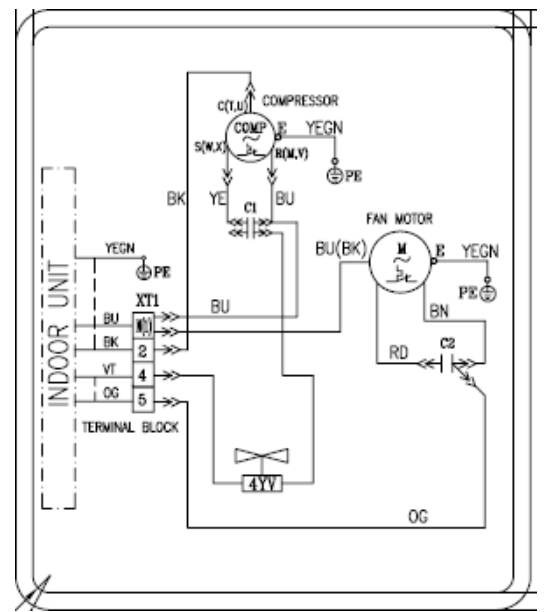 C(T,U)
COMPRESSOR
COMP
E
YEGN
S(W,X)
R(M,V)
PE
BK
YE
BU
C1
FAN MOTOR
BU(BK)
M
E
YEGN
PE
BN
YEGN
PE
INDOOR UNIT
XT1
BU
N(1)
BU
BK
2
VT
4
OG
5
TERMINAL BLOCK
RD
C2
4YV
OG